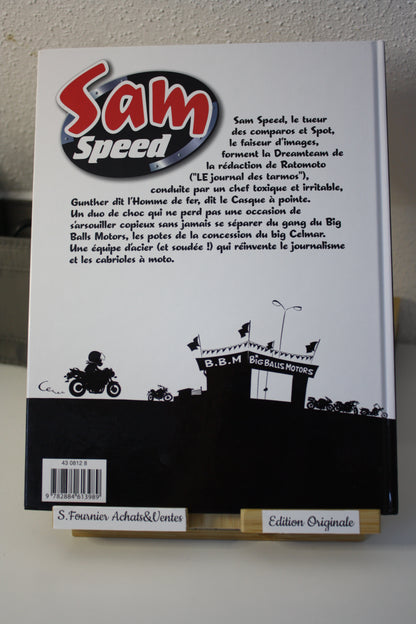 Sam
Speed
Sam Speed, le tueur
des comparos et Spot,
le faiseur d'images,
forment la Dreamteam de
la rédaction de Ratomoto
("LE journal des tarmos"),
conduite par un chef toxique et irritable,
Gunther dit l'Homme de fer, dit le Casque à pointe.
Un duo de choc qui ne perd pas une occasion de
s'arsouiller copieux sans jamais se séparer du gang du Big
Balls Motors, les potes de la concession du big Celmar.
Une équipe d'acier (et soudée !) qui réinvente le journalisme
et les cabrioles à moto.
B.B.M
BIG BALLS MOTORS
43 0812 8
9 782884 613989
S.Fournier Achats&Ventes
Edition Originale